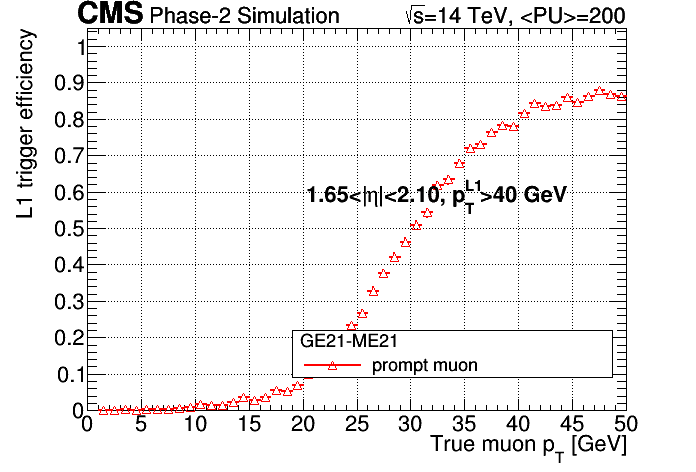 CMS Phase-2 Simulation √s=14 TeV, <PU>=200
L1 trigger efficiency
1
0.9
0.8
0.7
0.6
0.5
0.4
0.3
0.2
0.1
0
1.65<|η|<2.10, p_T^L1>40 GeV
GE21-ME21
prompt muon
0 5 10 15 20 25 30 35 40 45 50
True muon p_T [GeV]